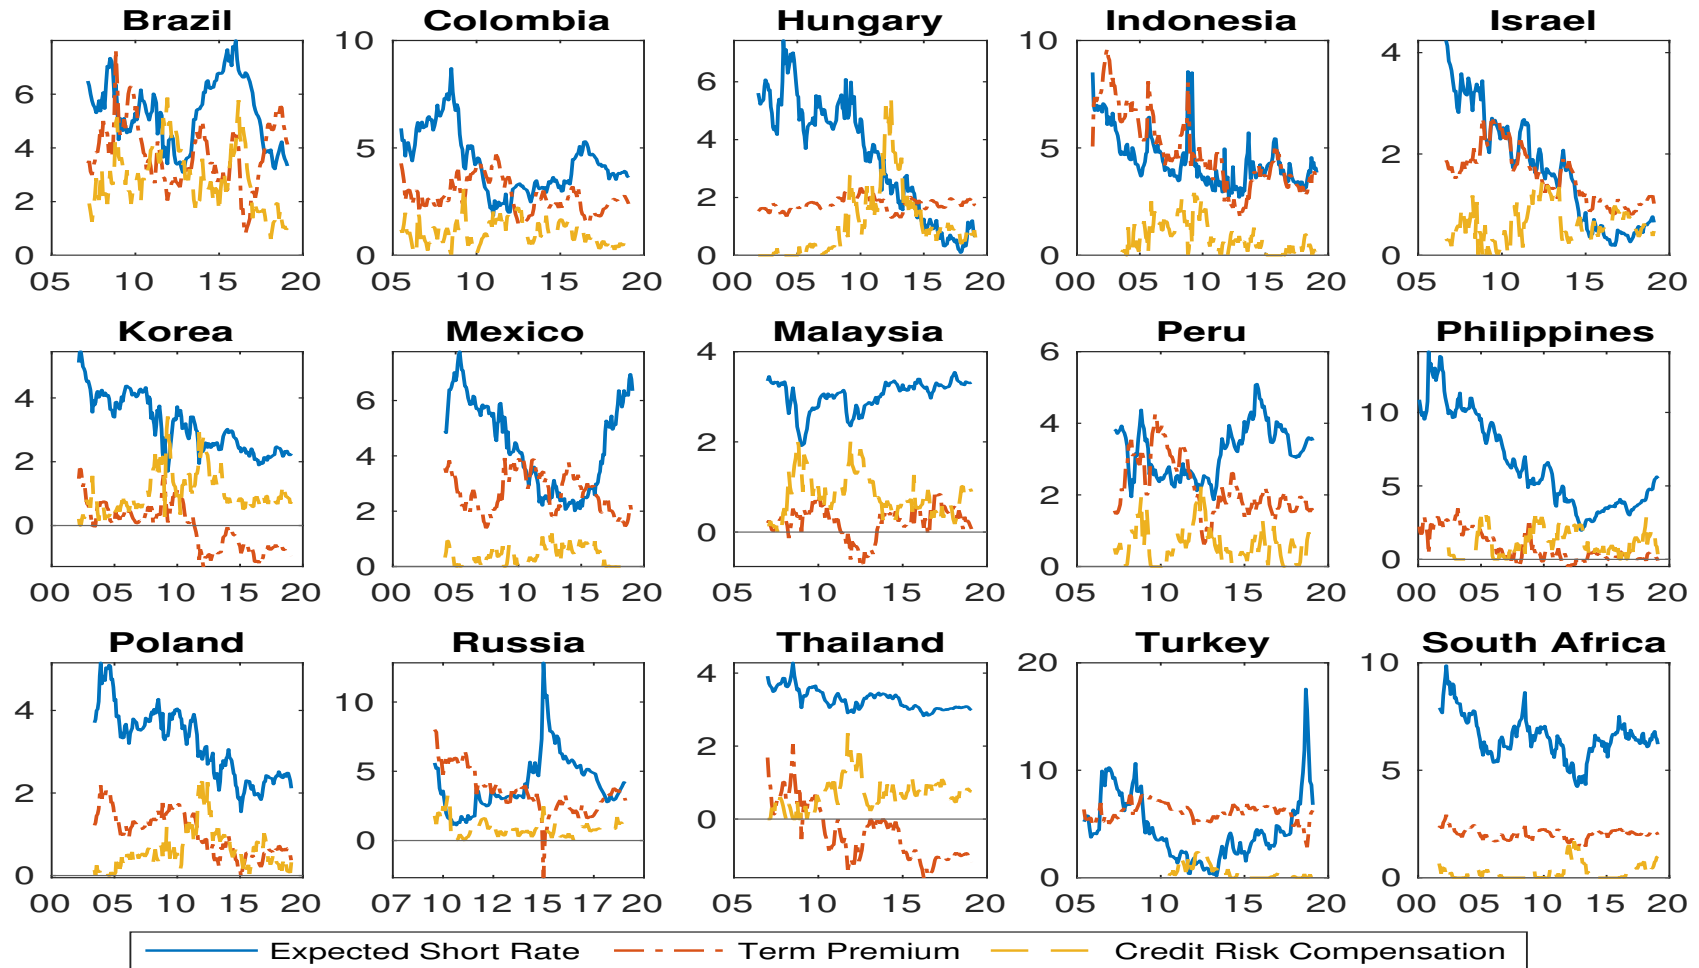 Brazil Colombia Hungary Indonesia Israel
6
4
2
0
05 10 15 20
10
5
0
05 10 15 20
6
4
2
0
00 05 10 15 20
10
5
0
00 05 10 15 20
4
2
0
05 10 15 20
Korea Mexico Malaysia Peru Philippines
4
2
0
00 05 10 15 20
6
4
2
0
00 05 10 15 20
4
2
0
05 10 15 20
6
4
2
0
05 10 15 20
10
5
0
00 05 10 15 20
Poland Russia Thailand Turkey South Africa
4
2
0
00 05 10 15 20
10
5
0
07 10 12 15 17 20
4
2
0
05 10 15 20
20
10
0
05 10 15 20
10
5
0
00 05 10 15 20
Expected Short Rate Term Premium Credit Risk Compensation